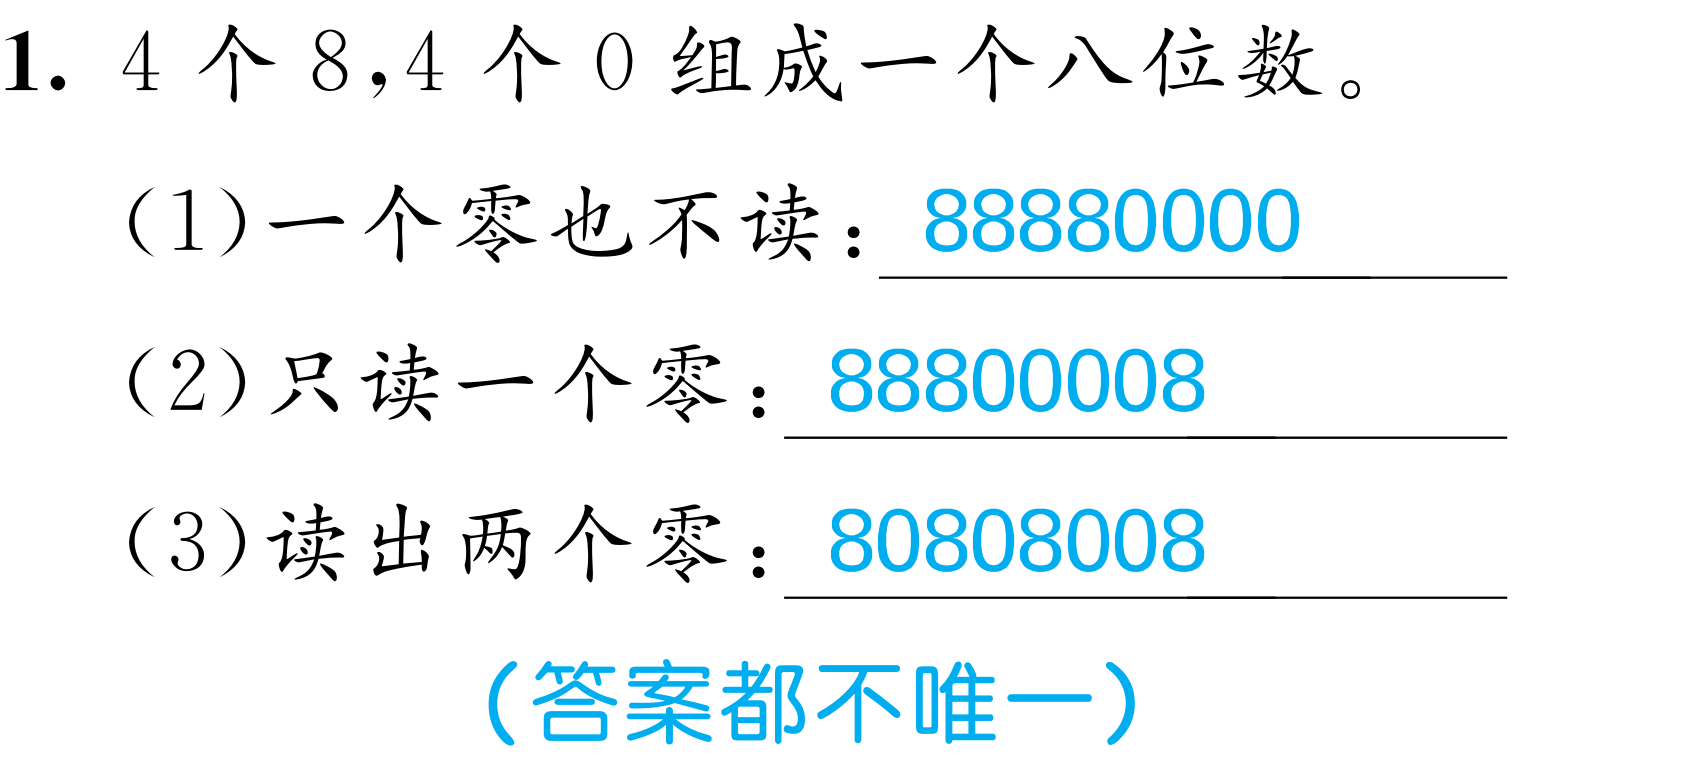 1. 4 个 8,4 个 0 组成一个八位数。
(1)一个零也不读:88880000
(2)只读一个零:88800008
(3)读出两个零:80808008
(答案都不唯一)